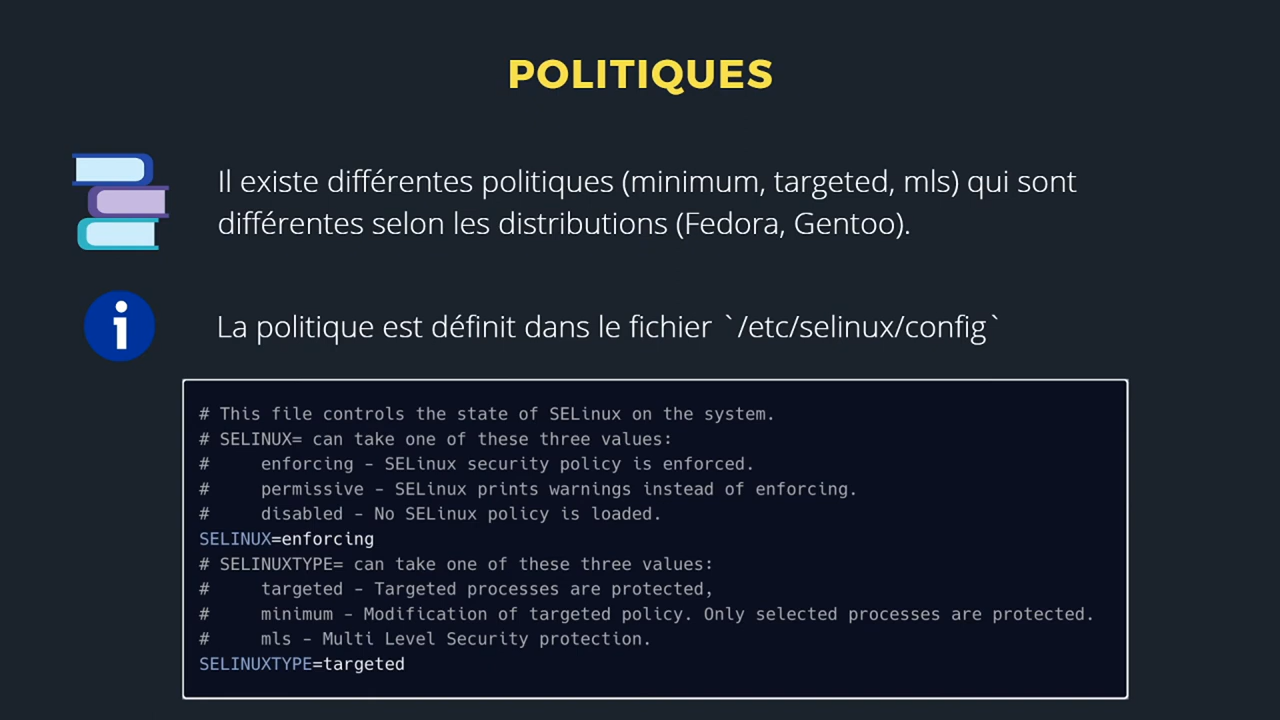 POLITIQUES
Il existe différentes politiques (minimum, targeted, mls) qui sont
différentes selon les distributions (Fedora, Gentoo).
La politique est définit dans le fichier `/etc/selinux/config`
# This file controls the state of SELinux on the system.
# SELINUX= can take one of these three values:
#     enforcing - SELinux security policy is enforced.
#     permissive - SELinux prints warnings instead of enforcing.
#     disabled - No SELinux policy is loaded.
SELINUX=enforcing
# SELINUXTYPE= can take one of these three values:
#     targeted - Targeted processes are protected,
#     minimum - Modification of targeted policy. Only selected processes are protected.
#     mls - Multi Level Security protection.
SELINUXTYPE=targeted